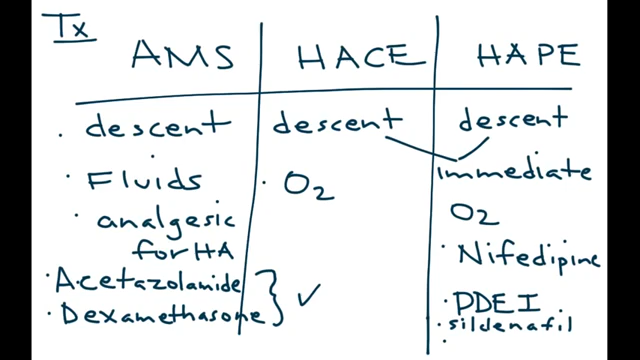 Tx
AMS HACE HAPE
· descent descent descent
immediate
· Fluids · O2
O2
· analgesic
for HA
· Nifedipine
· Acetazolamide
· Dexamethasone } ✓
· PDE I
· sildenafil
·